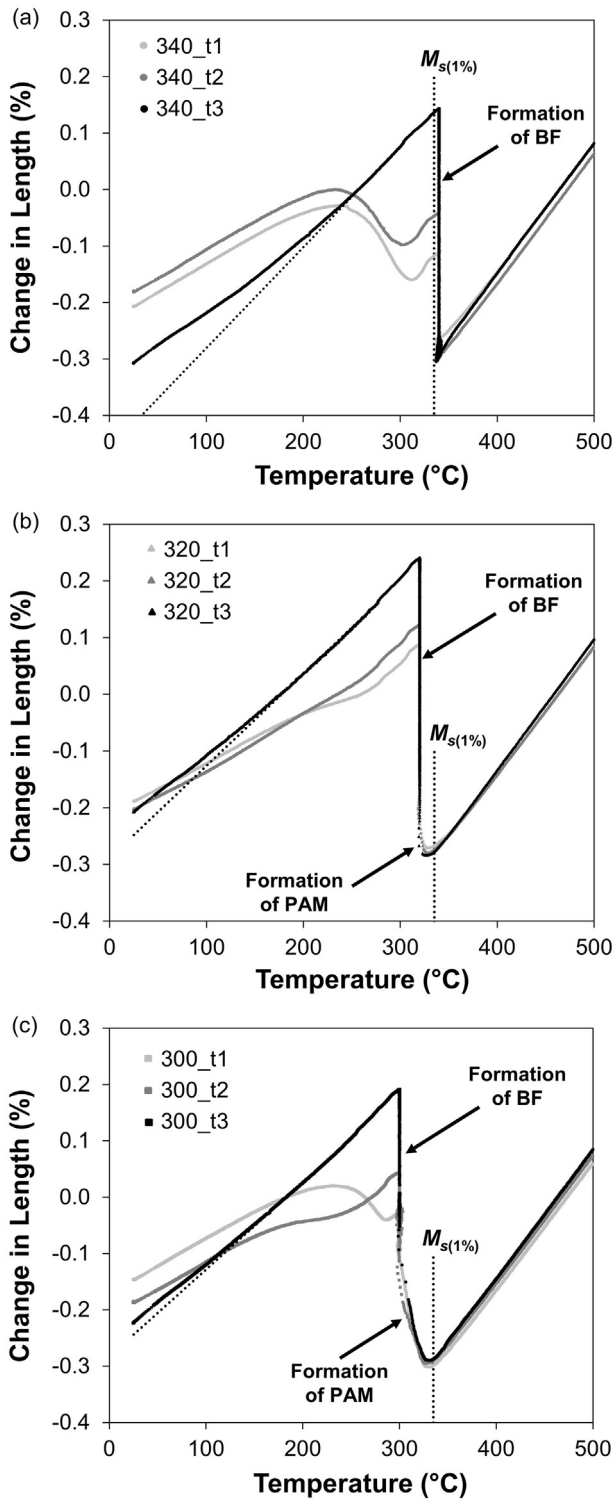 (a)
340_t1
340_t2
340_t3
Ms(1%)
Formation
of BF
0.3
0.2
0.1
0.0
-0.1
-0.2
-0.3
-0.4
Change in Length (%)
0 100 200 300 400 500
Temperature (°C)
(b)
320_t1
320_t2
320_t3
Formation
of BF
Ms(1%)
Formation
of PAM
0.3
0.2
0.1
0.0
-0.1
-0.2
-0.3
-0.4
Change in Length (%)
0 100 200 300 400 500
Temperature (°C)
(c)
300_t1
300_t2
300_t3
Formation
of BF
Ms(1%)
Formation
of PAM
0.3
0.2
0.1
0.0
-0.1
-0.2
-0.3
-0.4
Change in Length (%)
0 100 200 300 400 500
Temperature (°C)